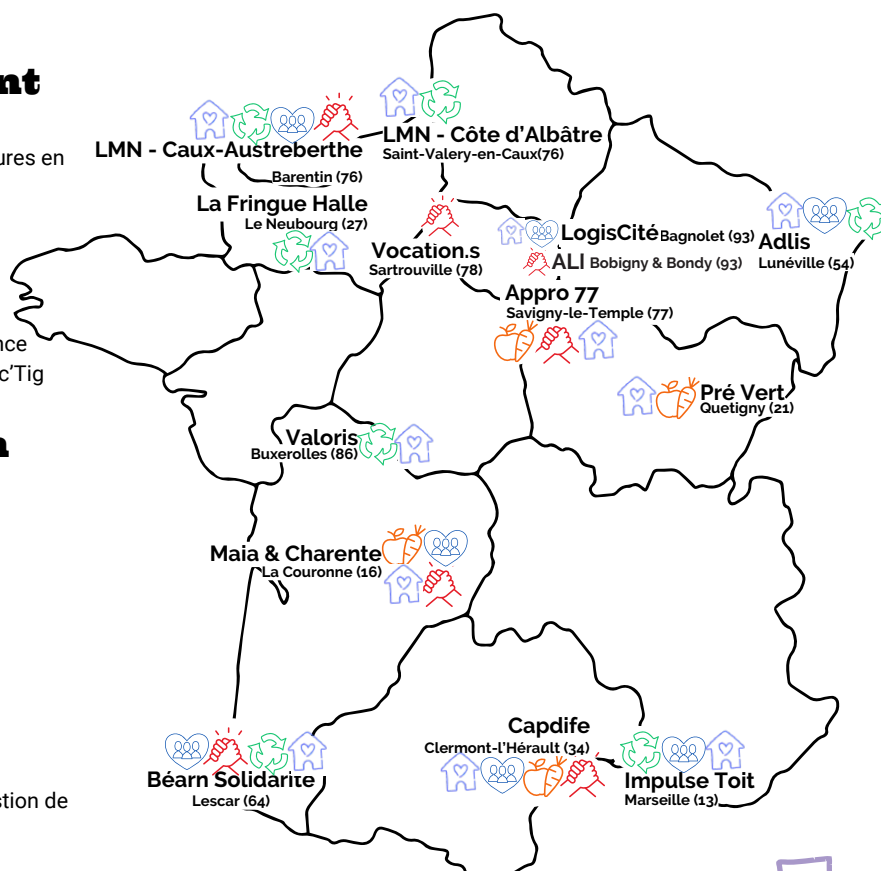 nt
ures en
nce
c'Tig
n
stion de
LMN - Caux-Austreberthe
Barentin (76)
LMN - Côte d'Albâtre
Saint-Valery-en-Caux(76)
La Fringue Halle
Le Neubourg (27)
Vocation.s
Sartrouville (78)
LogisCité Bagnolet (93)
ALI Bobigny & Bondy (93)
Adlis
Lunéville (54)
Appro 77
Savigny-le-Temple (77)
Pré Vert
Quetigny (21)
Valoris
Buxerolles (86)
Maia & Charente
La Couronne (16)
Capdife
Clermont-l'Hérault (34)
Béarn Solidarité
Lescar (64)
Impulse Toit
Marseille (13)